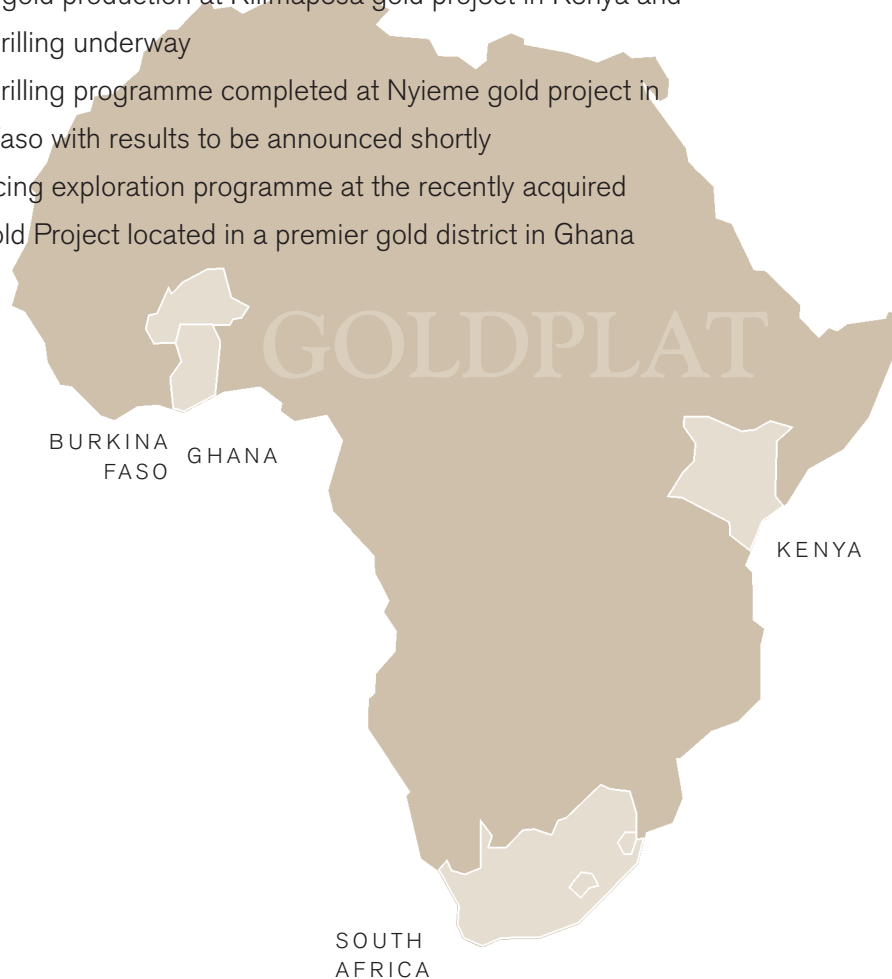 gold production at Kilimapesa gold project in Kenya and
rilling underway
rilling programme completed at Nyieme gold project in
aso with results to be announced shortly
cing exploration programme at the recently acquired
old Project located in a premier gold district in Ghana
GOLDPLAT
BURKINA
FASO
GHANA
KENYA
SOUTH
AFRICA